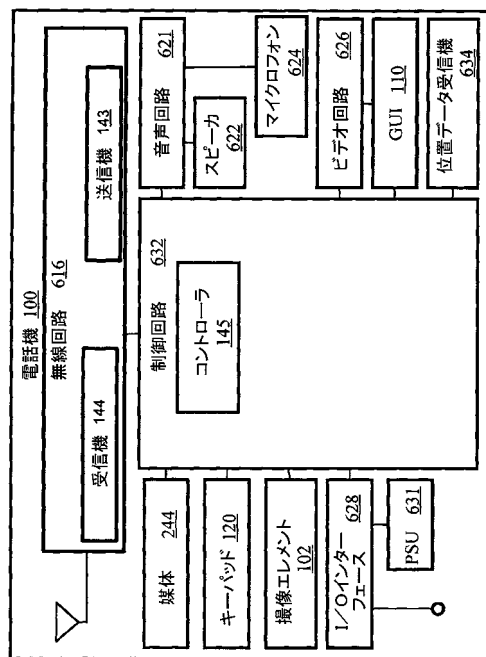 電話機 100
無線回路 616
受信機 144
送信機 143
媒体 244
キーパッド 120
撮像エレメント
102
I/Oインター
フェース 628
PSU 631
制御回路 632
コントローラ
145
音声回路 621
スピーカ
622
マイクロフォン
624
ビデオ回路 626
GUI 110
位置データ受信機
634